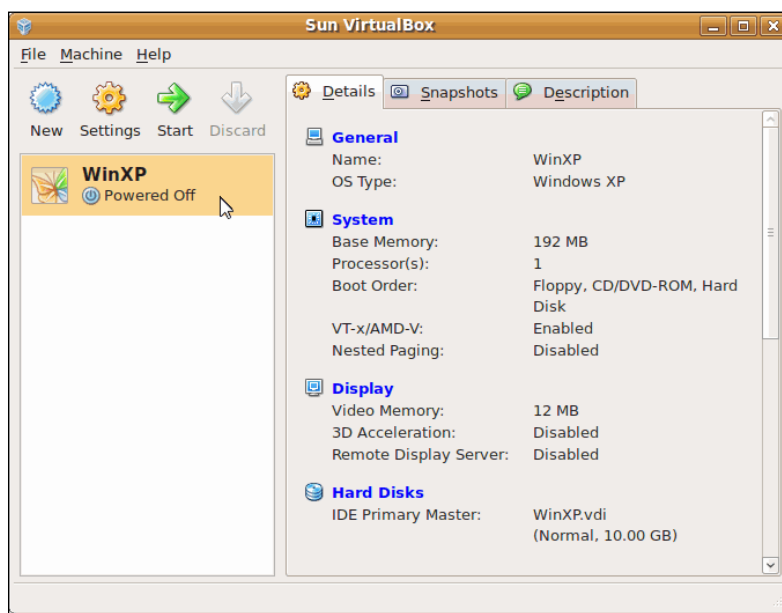 Sun VirtualBox
File Machine Help
New Settings Start Discard
WinXP
Powered Off
Details Snapshots Description
General
Name: WinXP
OS Type: Windows XP
System
Base Memory: 192 MB
Processor(s): 1
Boot Order: Floppy, CD/DVD-ROM, Hard
Disk
VT-x/AMD-V: Enabled
Nested Paging: Disabled
Display
Video Memory: 12 MB
3D Acceleration: Disabled
Remote Display Server: Disabled
Hard Disks
IDE Primary Master: WinXP.vdi
(Normal, 10.00 GB)